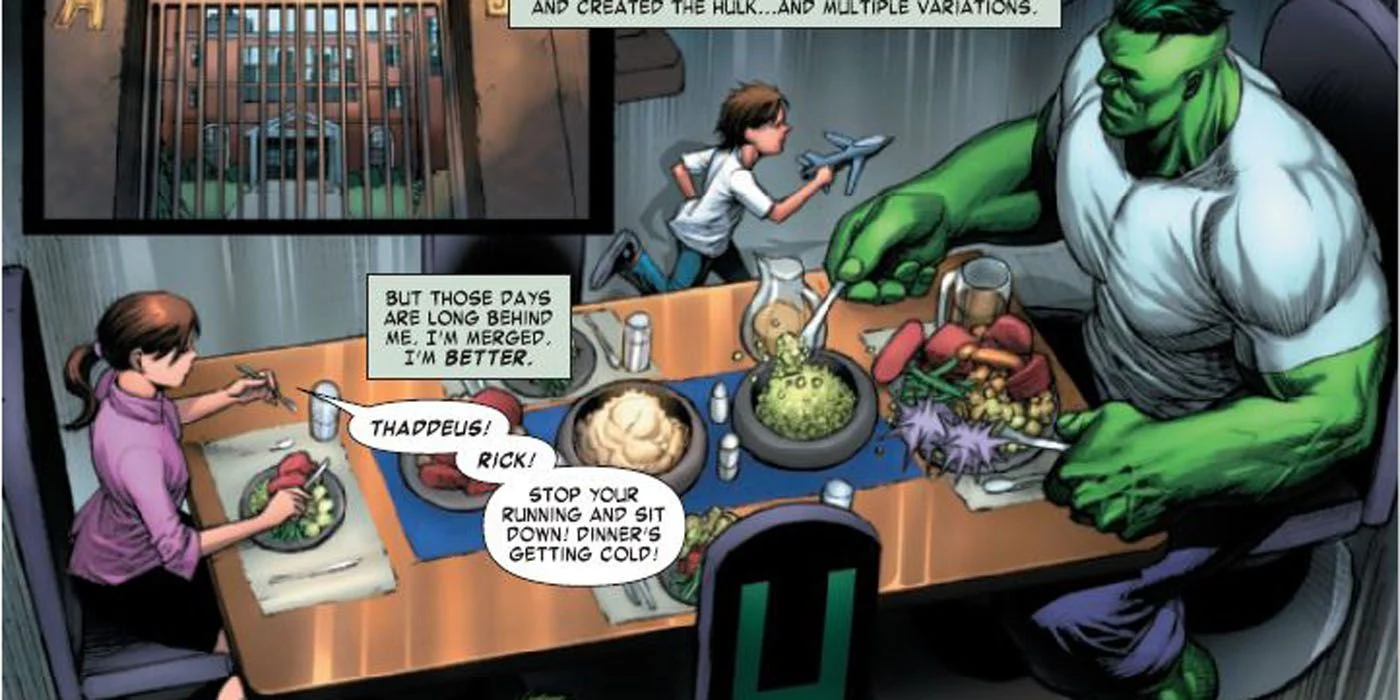 AND CREATED THE HULK...AND MULTIPLE VARIATIONS.
BUT THOSE DAYS
ARE LONG BEHIND
ME. I'M MERGED.
I'M BETTER.
THADDEUS!
RICK!
STOP YOUR
RUNNING AND SIT
DOWN! DINNER'S
GETTING COLD!
H